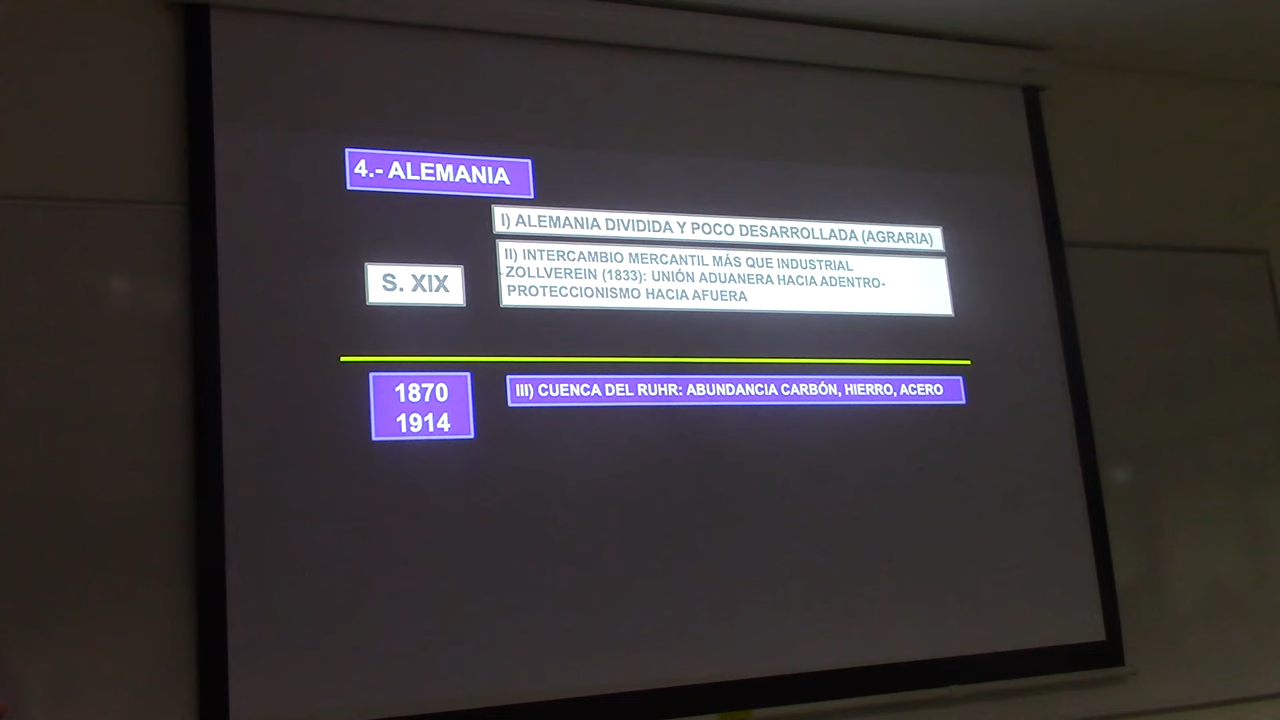 4.- ALEMANIA
I) ALEMANIA DIVIDIDA Y POCO DESARROLLADA (AGRARIA)
S. XIX
II) INTERCAMBIO MERCANTIL MÁS QUE INDUSTRIAL
ZOLLVEREIN (1833): UNIÓN ADUANERA HACIA ADENTRO-
PROTECCIONISMO HACIA AFUERA
1870
1914
III) CUENCA DEL RUHR: ABUNDANCIA CARBÓN, HIERRO, ACERO